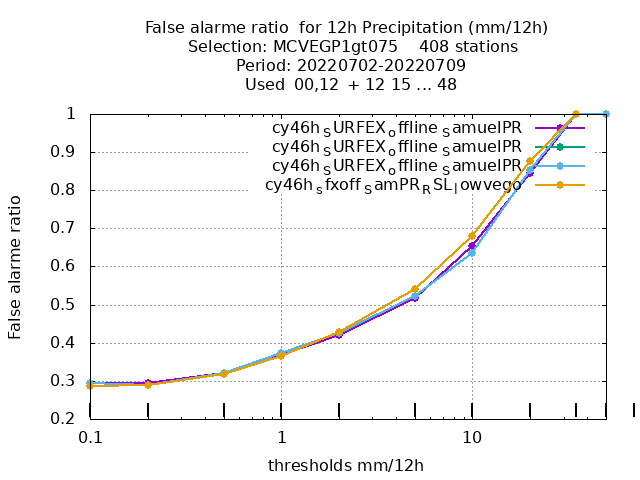 False alarme ratio  for 12h Precipitation (mm/12h)
Selection: MCVEGP1gt075    408 stations
Period: 20220702-20220709
Used  00,12  + 12 15 ... 48
cy46h_SURFEX_offline_SamuelPR
cy46h_SURFEX_offline_SamuelPR
cy46h_SURFEX_offline_SamuelPR
cy46h_sfxoff_SamPR_RSL_lowvego
False alarme ratio
1
0.9
0.8
0.7
0.6
0.5
0.4
0.3
0.2
0.1 1 10
thresholds mm/12h